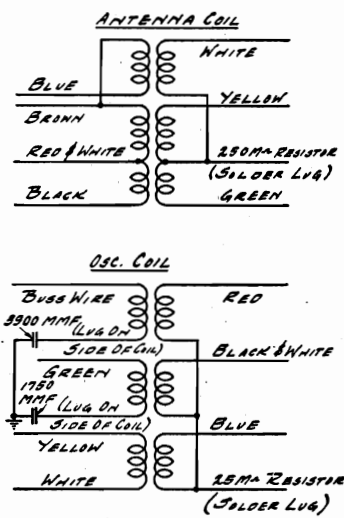 ANTENNA COIL
WHITE
BLUE
YELLOW
BROWN
RED & WHITE
250M~ RESISTOR
(SOLDER LUG)
BLACK
GREEN
OSC. COIL
BUSS WIRE
RED
3900 MMF.
(LUG ON
SIDE OF COIL)
BLACK & WHITE
GREEN
1750
MMF
(LUG ON
SIDE OF COIL)
BLUE
YELLOW
WHITE
25M~ RESISTOR
(SOLDER LUG)